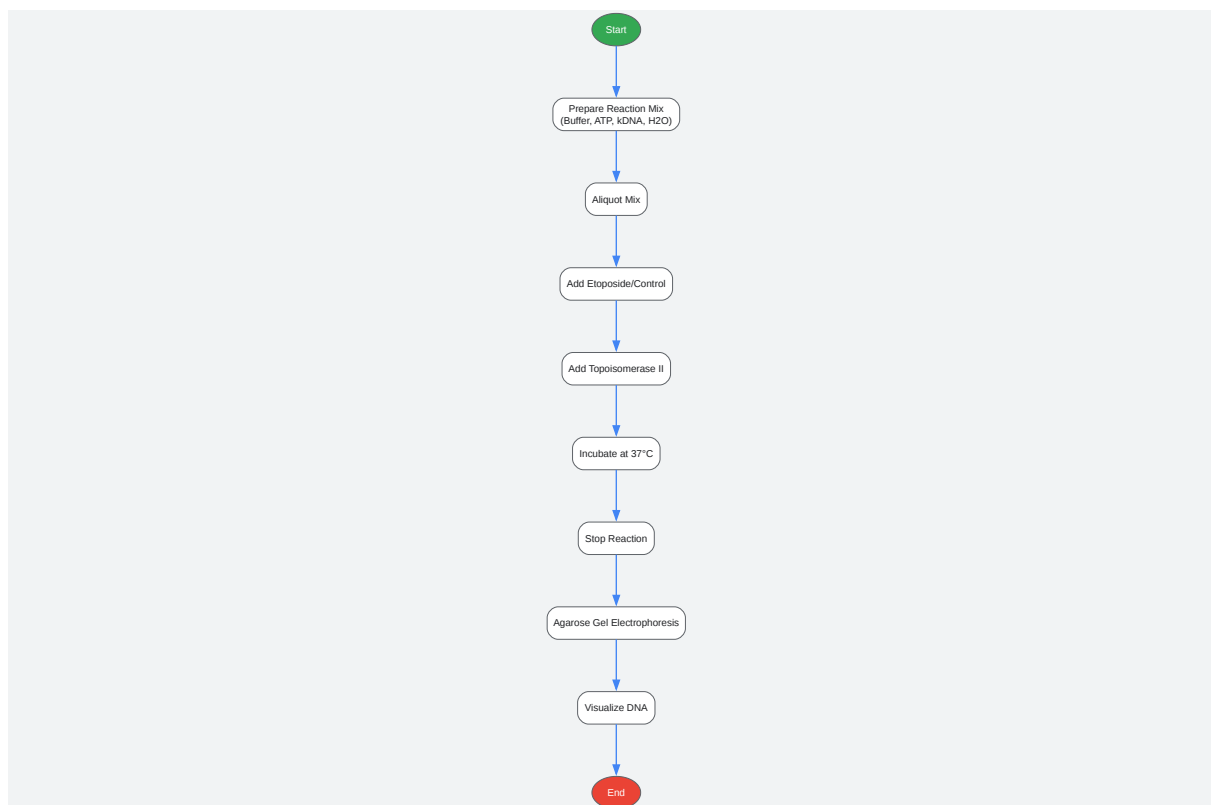 Start
Prepare Reaction Mix
(Buffer, ATP, kDNA, H2O)
Aliquot Mix
Add Etoposide/Control
Add Topoisomerase II
Incubate at 37°C
Stop Reaction
Agarose Gel Electrophoresis
Visualize DNA
End